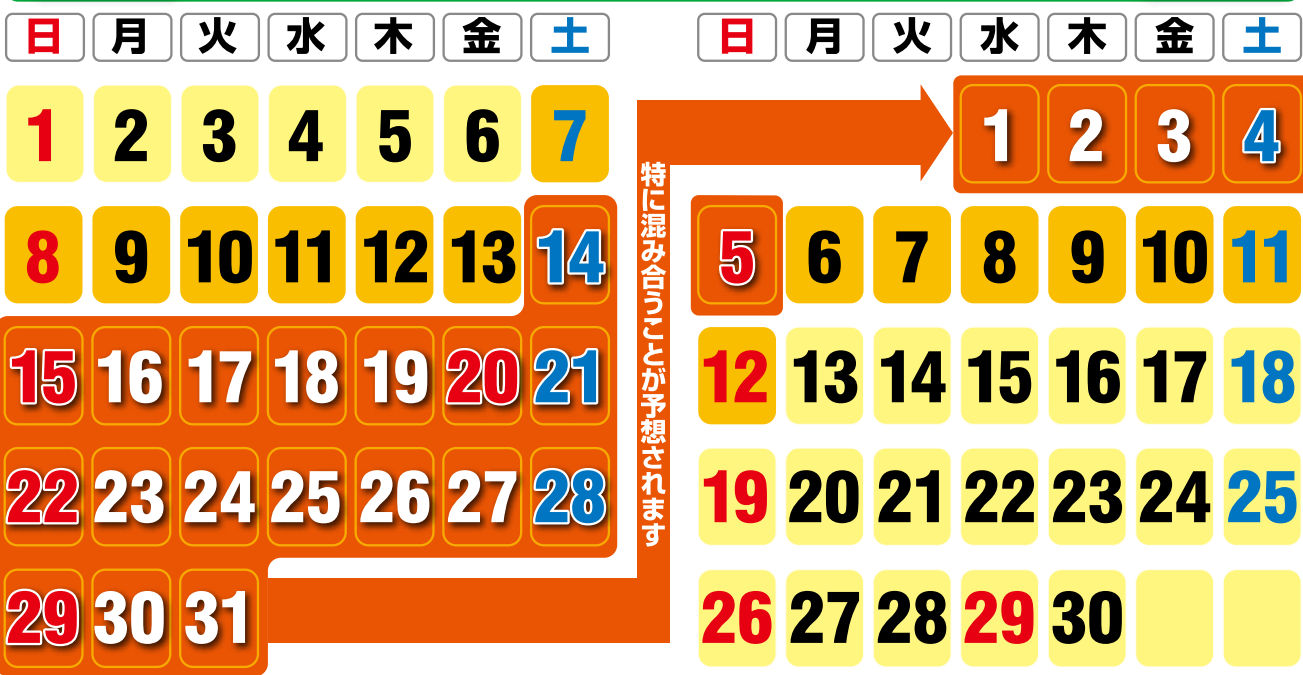 日 月 火 水 木 金 土
1 2 3 4 5 6 7
8 9 10 11 12 13 14
15 16 17 18 19 20 21
22 23 24 25 26 27 28
29 30 31
特に混み合うことが予想されます
日 月 火 水 木 金 土
1 2 3 4
5 6 7 8 9 10 11
12 13 14 15 16 17 18
19 20 21 22 23 24 25
26 27 28 29 30